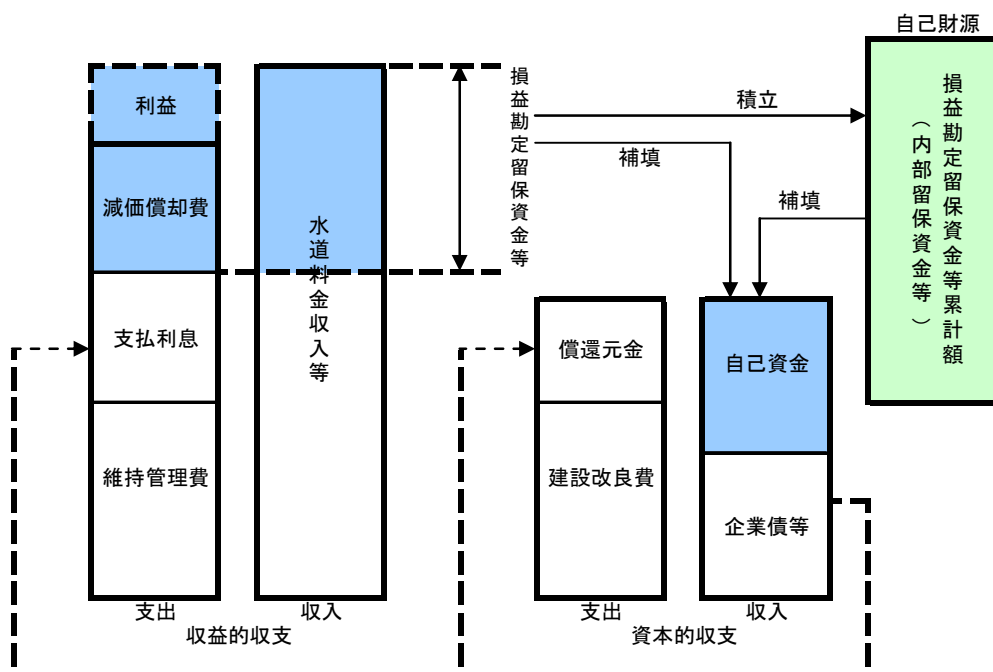 自己財源
利益
減価償却費
支払利息
維持管理費
支出
水道料金収入等
収入
収益的収支
損益勘定留保資金等
積立
補填
補填
損益勘定留保資金等累計額
（内部留保資金等）
償還元金
建設改良費
支出
自己資金
企業債等
収入
資本的収支